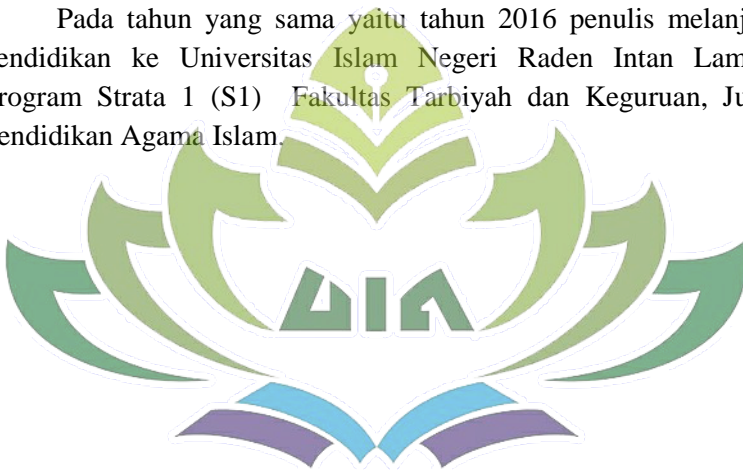 Pada tahun yang sama yaitu tahun 2016 penulis melanj
endidikan ke Universitas Islam Negeri Raden Intan Lam
rogram Strata 1 (S1) Fakultas Tarbiyah dan Keguruan, Ju
endidikan Agama Islam.
UIN